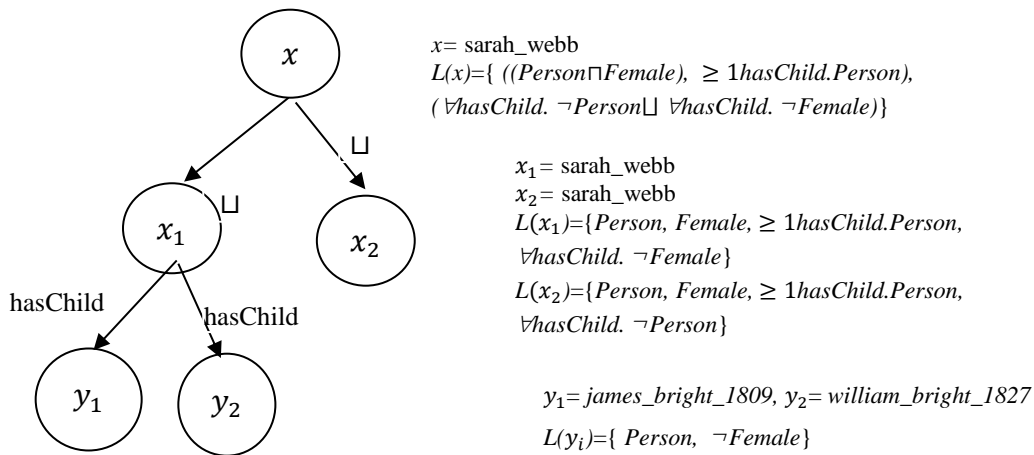 x
x= sarah_webb
L(x)={ ((Person⊓Female), ≥ 1hasChild.Person),
( ∀hasChild. ¬Person⨆ ∀hasChild. ¬Female)}
⊔
⊔
x₁
x₂
x₁= sarah_webb
x₂= sarah_webb
L(x₁)={Person, Female, ≥ 1hasChild.Person,
∀hasChild. ¬Female}
L(x₂)={Person, Female, ≥ 1hasChild.Person,
∀hasChild. ¬Person}
hasChild
hasChild
y₁
y₂
y₁= james_bright_1809, y₂= william_bright_1827
L(yᵢ)={ Person, ¬Female}